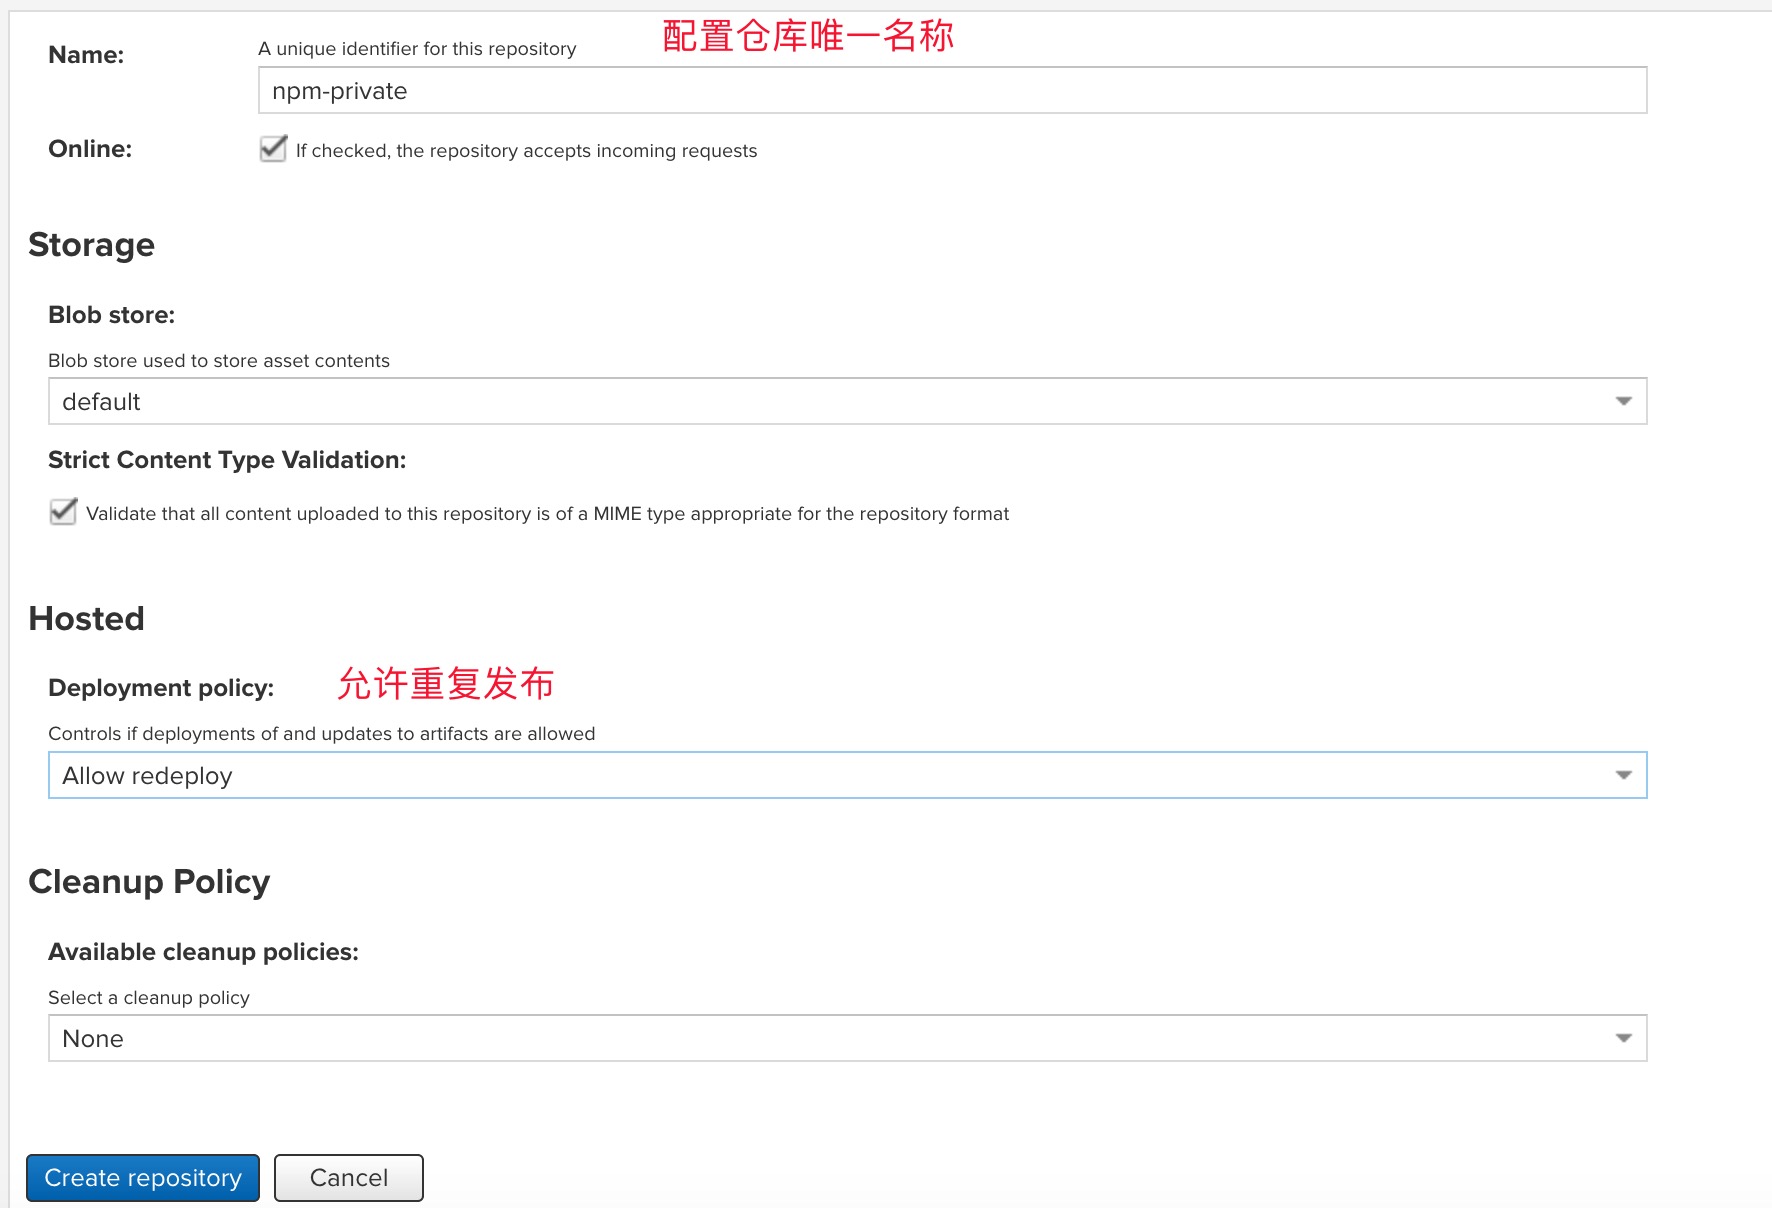 Name:
A unique identifier for this repository
配置仓库唯一名称
npm-private
Online:
If checked, the repository accepts incoming requests
Storage
Blob store:
Blob store used to store asset contents
default
Strict Content Type Validation:
Validate that all content uploaded to this repository is of a MIME type appropriate for the repository format
Hosted
Deployment policy:
允许重复发布
Controls if deployments of and updates to artifacts are allowed
Allow redeploy
Cleanup Policy
Available cleanup policies:
Select a cleanup policy
None
Create repository
Cancel